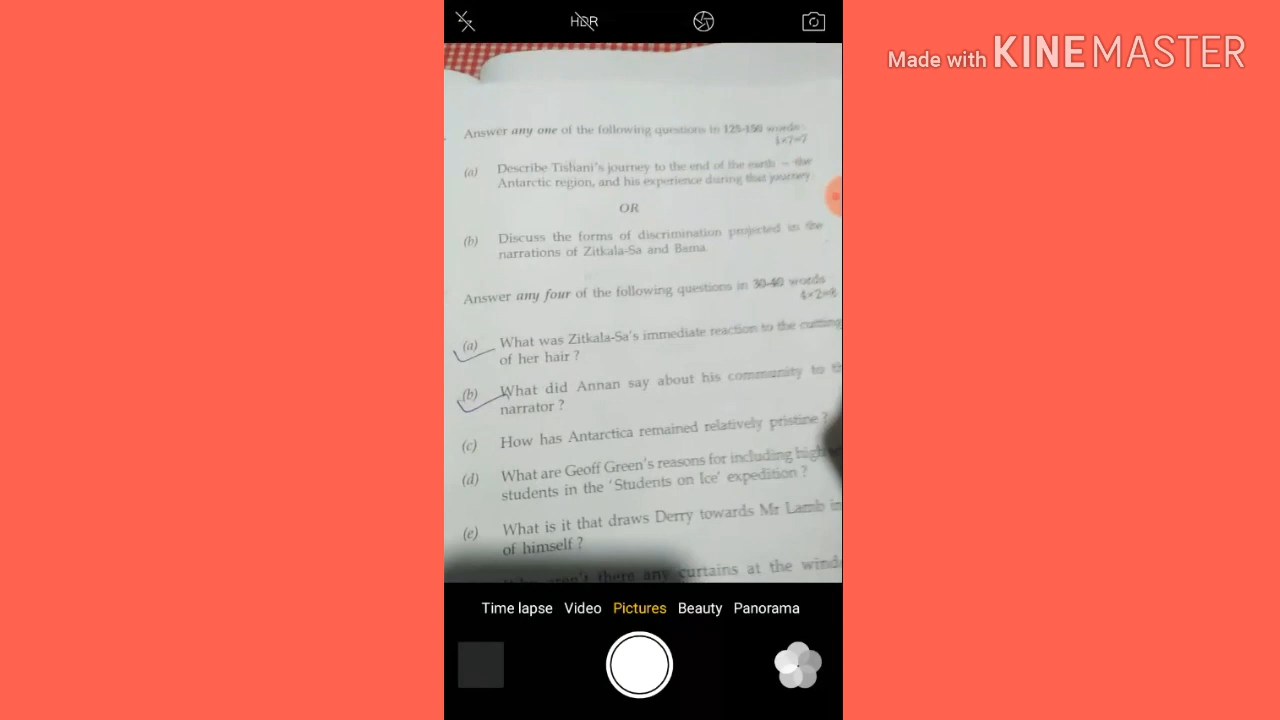 HDR
Made with KINEMASTER
Answer any one of the following questions in 125-150 words.
1×7=7
(a) Describe Tishani's journey to the end of the earth – the
Antarctic region, and his experience during that journey.
OR
(b) Discuss the forms of discrimination projected in the
narrations of Zitkala-Sa and Bama.
Answer any four of the following questions in 30-40 words
4×2=8
(a) What was Zitkala-Sa's immediate reaction to the cutting
of her hair ?
(b) What did Annan say about his community to
narrator ?
(c) How has Antarctica remained relatively pristine ?
(d) What are Geoff Green's reasons for including high
students in the 'Students on Ice' expedition ?
(e) What is it that draws Derry towards Mr Lamb in
of himself ?
aren't there any curtains at the
Time lapse Video Pictures Beauty Panorama